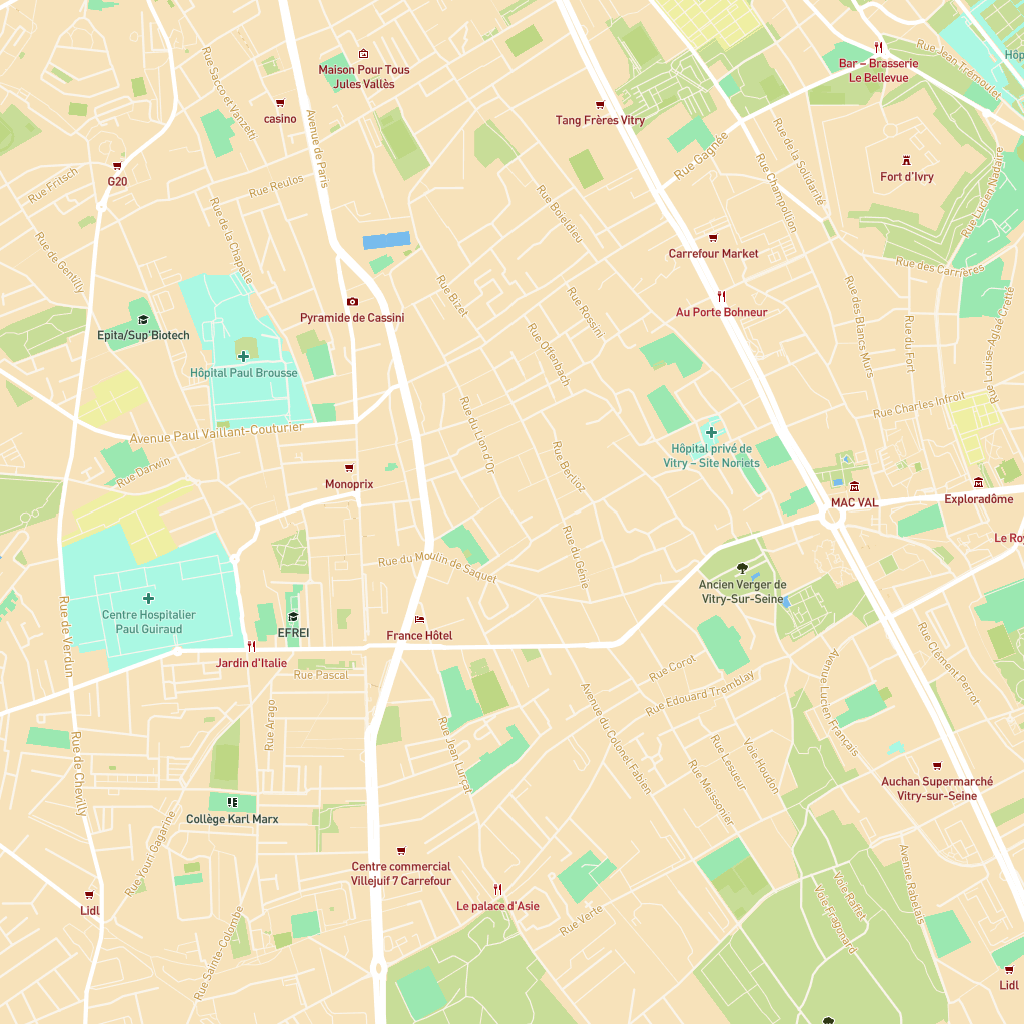 Rue Jean Trémoulet
Rue Sacco et Vanzetti
Maison Pour Tous
Jules Vallès
Bar – Brasserie
Le Bellevue
casino
Avenue de Paris
Tang Frères Vitry
Rue Gagnée
Rue de la Solidarité
G20
Rue Fritsch
Rue Reulos
Rue Champollion
Fort d'Ivry
Rue Lucien Nadaire
Rue de la Chapelle
Rue Boieldieu
Rue de Gentilly
Carrefour Market
Rue des Carrières
Rue Bizet
Rue Rossini
Au Porte Bohneur
Rue des Blancs Murs
Rue du Fort
Rue Louise-Aglaé Crette
Pyramide de Cassini
Epita/Sup'Biotech
Rue Offenbach
Hôpital Paul Brousse
Rue Charles Infroit
Avenue Paul Vaillant-Couturier
Rue du Lion d'Or
Rue Berlioz
Hôpital privé de
Vitry – Site Noriets
Rue Darwin
Monoprix
MAC VAL
Exploradôme
Rue du Moulin de Saquet
Rue du Génie
Ancien Verger de
Vitry-Sur-Seine
Centre Hospitalier
Paul Guiraud
Rue de Verdun
EFREI
France Hôtel
Jardin d'Italie
Rue Pascal
Rue Corot
Rue Edouard Tremblay
Avenue Lucien Français
Rue Clément Perrot
Rue Arago
Rue de Chevilly
Rue Jean Lurçat
Avenue du Colonel Fabien
Rue Lesueur
Voie Houdon
Rue Meissonier
Auchan Supermarché
Vitry-sur-Seine
Collège Karl Marx
Rue Youri Gagarine
Centre commercial
Villejuif 7 Carrefour
Avenue Rabelais
Voie Raffet
Voie Fragonard
Lidl
Le palace d'Asie
Rue Verte
Rue Sainte-Colombe
Lidl